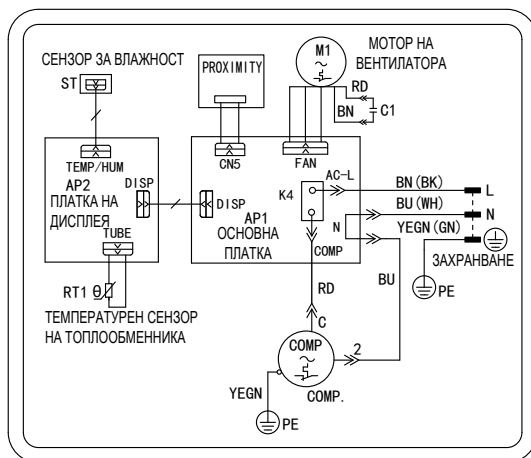 СЕНЗОР ЗА ВЛАЖНОСТ
ST
PROXIMITY
M1
МОТОР НА
ВЕНТИЛАТОРА
RD
BN
C1
TEMP/HUM
AP2
ПЛАТКА НА
ДИСПЛЕЯ
DISP
TUBE
CN5
FAN
DISP
AP1
ОСНОВНА
ПЛАТКА
K4
AC-L
COMP
N
BN(BK)
L
BU(WH)
N
YEGN(GN)
ЗАХРАНВАНЕ
PE
BU
RT1 θ
ТЕМПЕРАТУРЕН СЕНЗОР
НА ТОПЛООБМЕННИКА
RD
C
COMP
2
YEGN
COMP.
PE